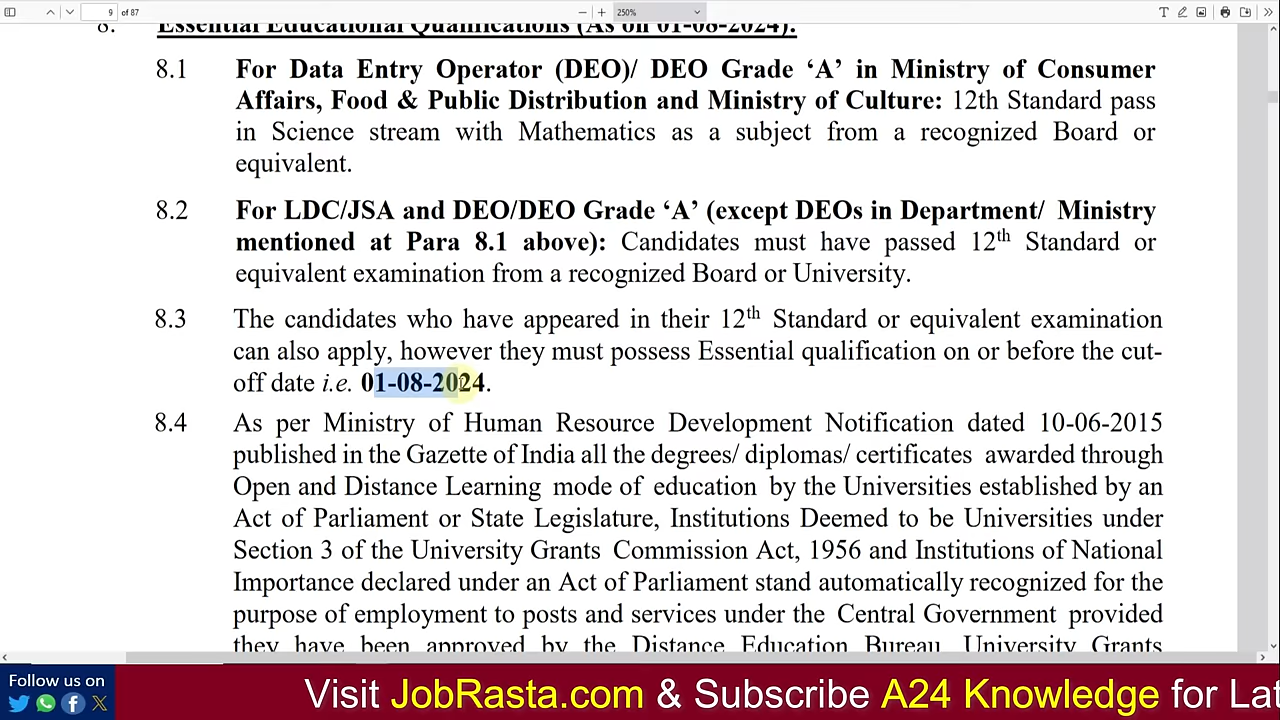 9 of 87
250%
8. Essential Educational Qualifications (As on 01-08-2024):
8.1 For Data Entry Operator (DEO)/ DEO Grade ‘A’ in Ministry of Consumer
Affairs, Food & Public Distribution and Ministry of Culture: 12th Standard pass
in Science stream with Mathematics as a subject from a recognized Board or
equivalent.
8.2 For LDC/JSA and DEO/DEO Grade ‘A’ (except DEOs in Department/ Ministry
mentioned at Para 8.1 above): Candidates must have passed 12th Standard or
equivalent examination from a recognized Board or University.
8.3 The candidates who have appeared in their 12th Standard or equivalent examination
can also apply, however they must possess Essential qualification on or before the cut-
off date i.e. 01-08-2024.
8.4 As per Ministry of Human Resource Development Notification dated 10-06-2015
published in the Gazette of India all the degrees/ diplomas/ certificates awarded through
Open and Distance Learning mode of education by the Universities established by an
Act of Parliament or State Legislature, Institutions Deemed to be Universities under
Section 3 of the University Grants Commission Act, 1956 and Institutions of National
Importance declared under an Act of Parliament stand automatically recognized for the
purpose of employment to posts and services under the Central Government provided
they have been approved by the Distance Education Bureau, University Grants
Follow us on
Visit JobRasta.com & Subscribe A24 Knowledge for Lat